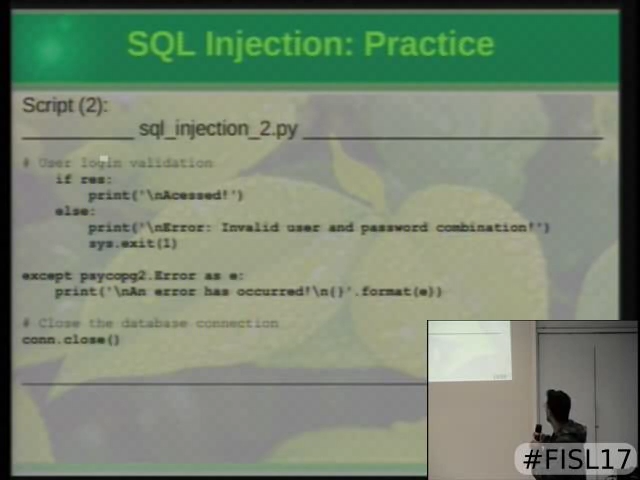 SQL Injection: Practice
Script (2):
__________ sql_injection_2.py ___________________________
# User login validation
    if res:
        print('\nAcessed!')
    else:
        print('\nError: Invalid user and password combination!')
        sys.exit(1)
except psycopg2.Error as e:
    print('\nAn error has occurred!\n{}'.format(e))
# Close the database connection
conn.close()
#FISL17